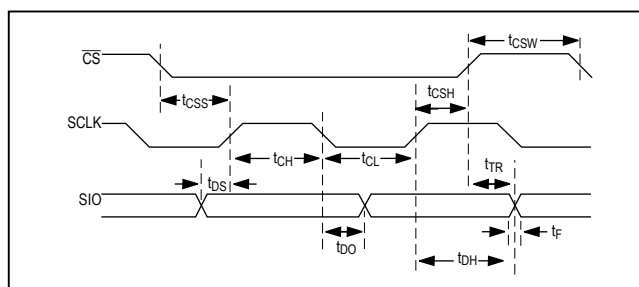 CS
tCSW
tCSS
tCSH
SCLK
tCH
tCL
tTR
tDS
SIO
tDO
tF
tDH